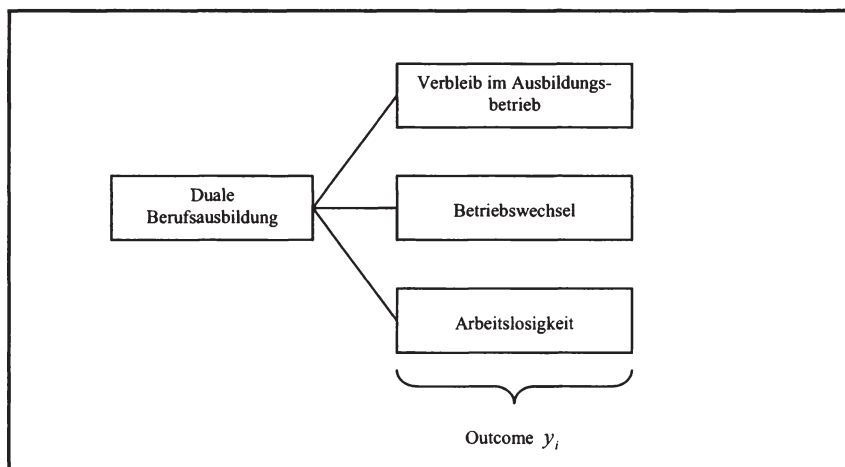 Verbleib im Ausbildungs-
betrieb
Duale
Berufsausbildung
Betriebswechsel
Arbeitslosigkeit
Outcome y_i